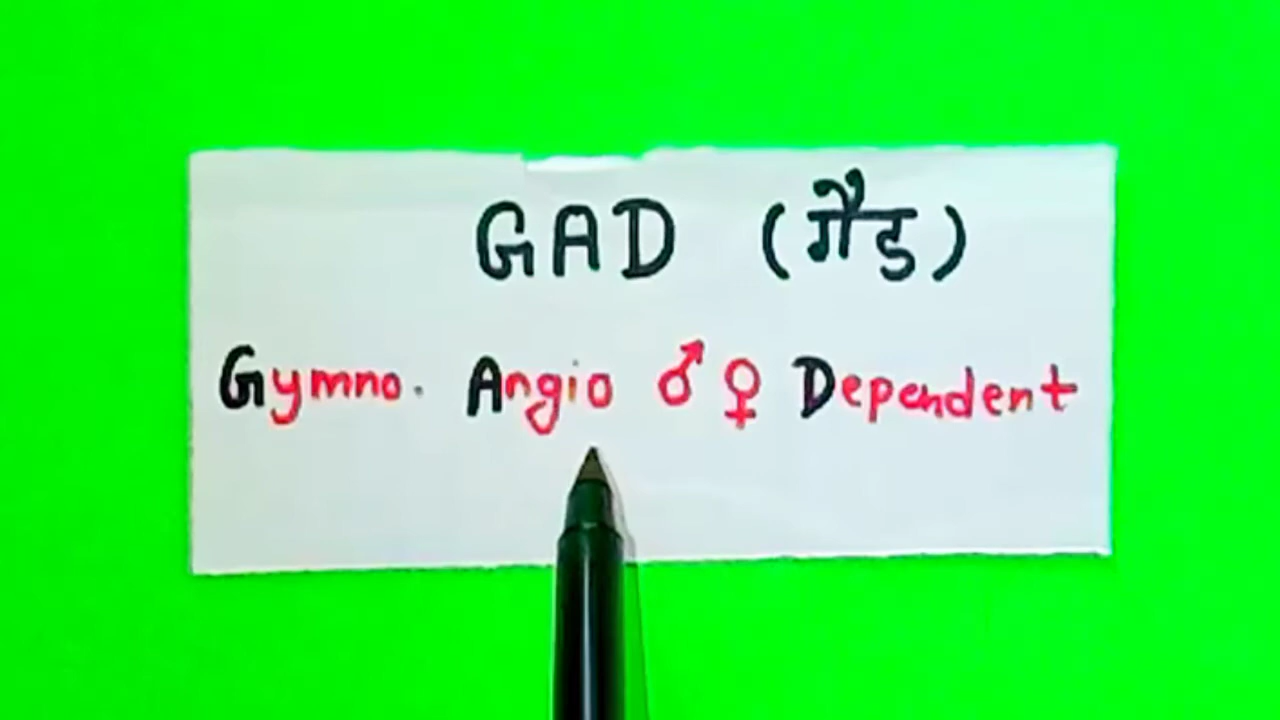 GAD (गैड)
Gymno. Angio ♂ ♀ Dependent